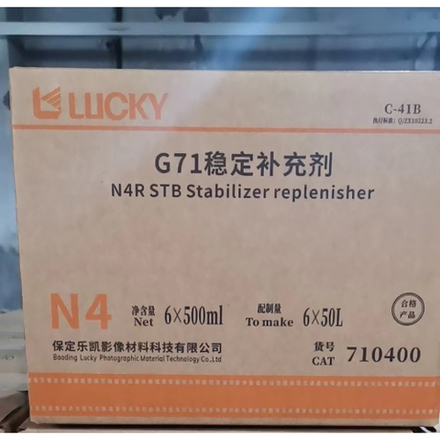 LUCKY
C-41B
G71稳定补充剂
N4R STB Stabilizer replenisher
N4
净含量 6×500ml 配制量 6×50L
Net To make
合格
产品
保定乐凯影像材料科技有限公司
Baoding Lucky Photographic Material Technology Co.,Ltd
货号
CAT 710400